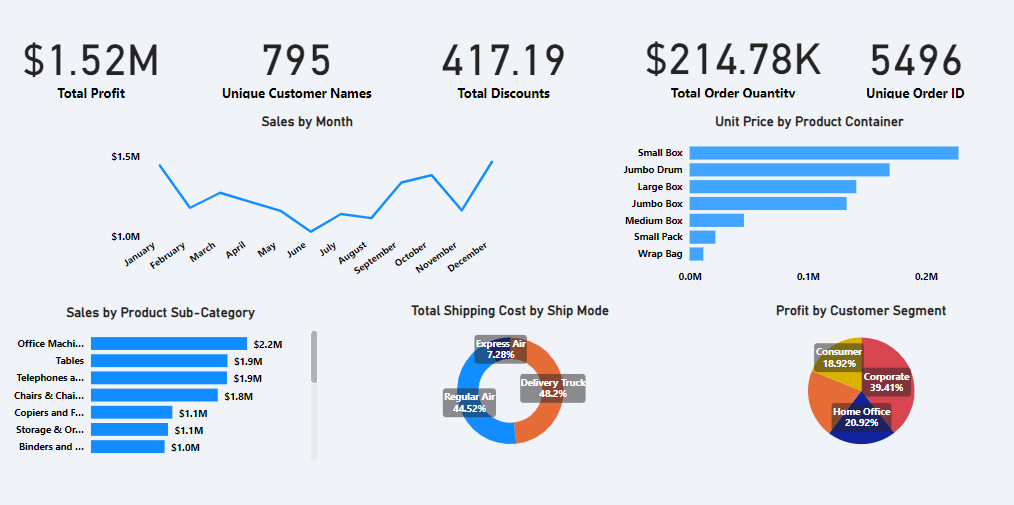 $1.52M
Total Profit
795
Unique Customer Names
417.19
Total Discounts
$214.78K
Total Order Quantity
5496
Unique Order ID
Sales by Month
$1.5M
$1.0M
January
February
March
April
May
June
July
August
September
October
November
December
Unit Price by Product Container
Small Box
Jumbo Drum
Large Box
Jumbo Box
Medium Box
Small Pack
Wrap Bag
0.0M 0.1M 0.2M
Sales by Product Sub-Category
Office Machi... $2.2M
Tables $1.9M
Telephones a... $1.9M
Chairs & Chai... $1.8M
Copiers and F... $1.1M
Storage & Or... $1.1M
Binders and ... $1.0M
Total Shipping Cost by Ship Mode
Express Air
7.28%
Delivery Truck
48.2%
Regular Air
44.52%
Profit by Customer Segment
Consumer
18.92%
Corporate
39.41%
Home Office
20.92%